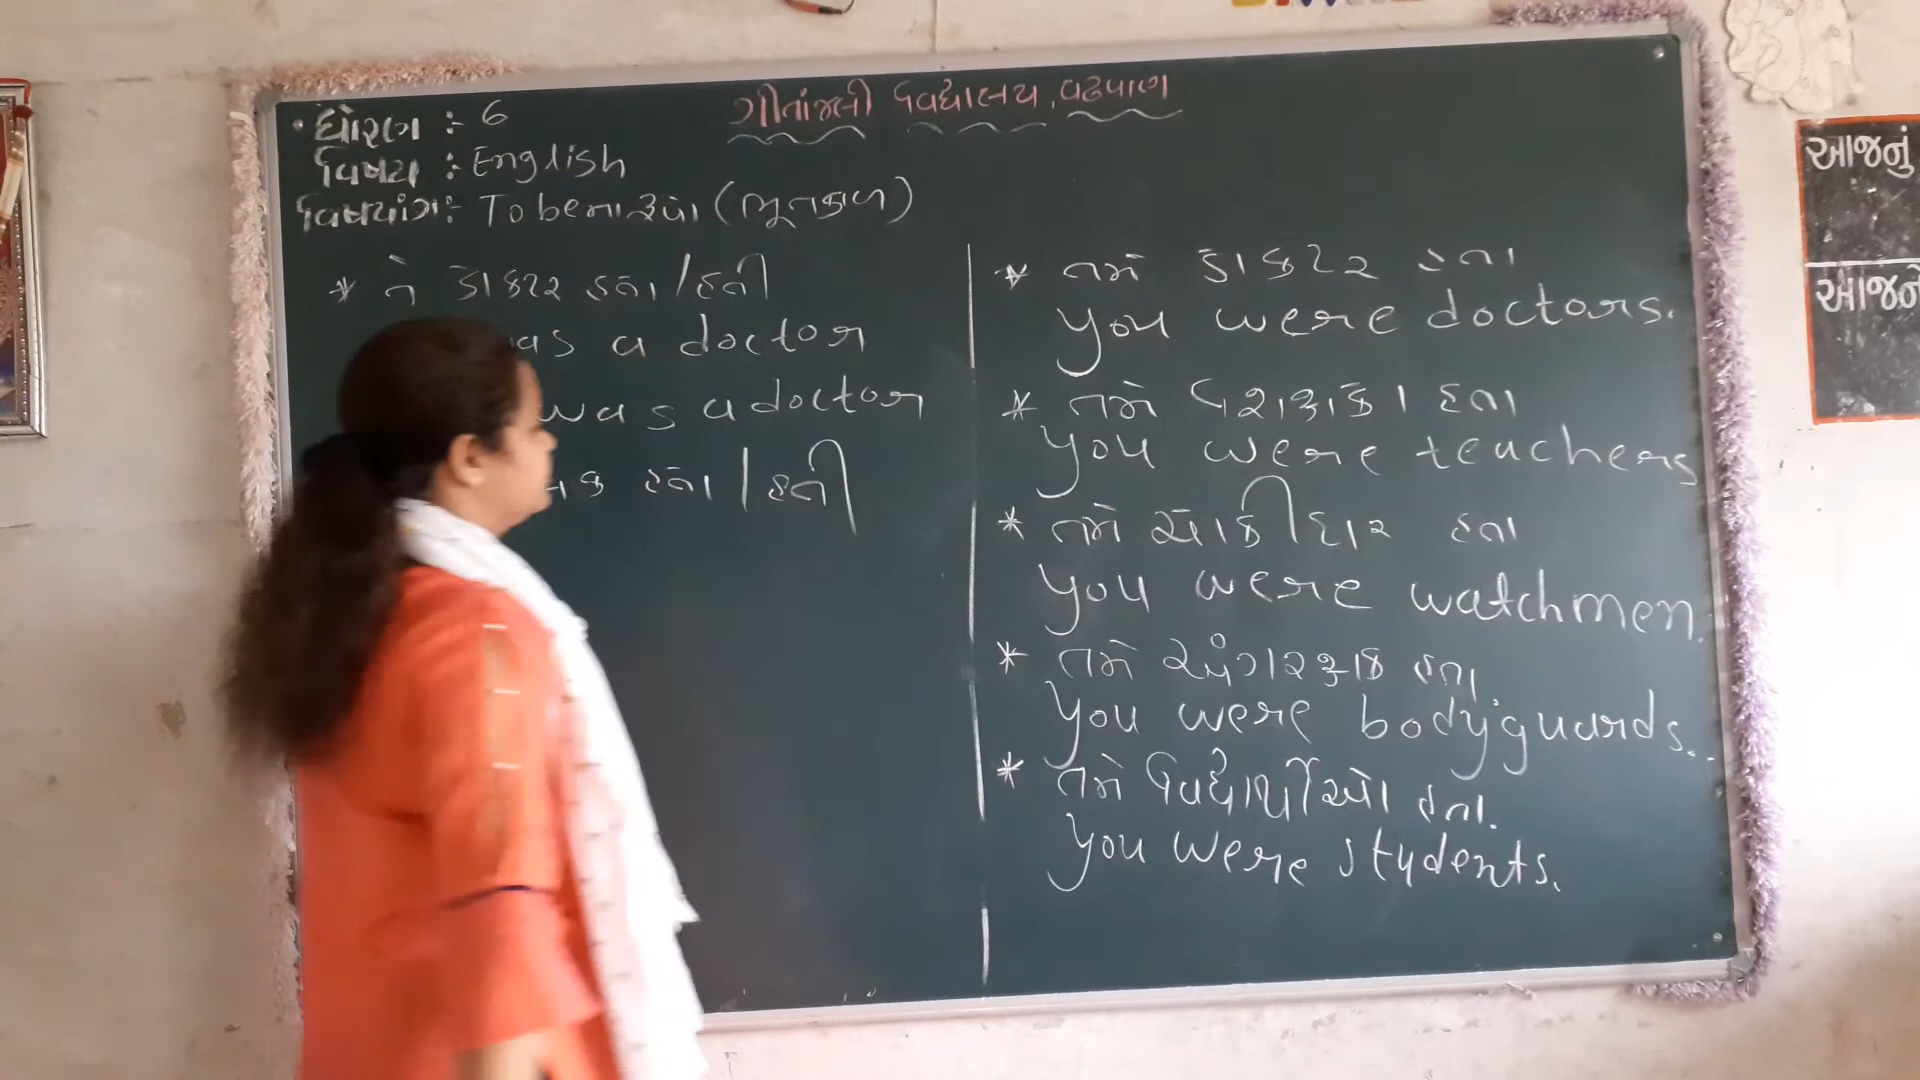 ગીતાંજલી વિદ્યાલય, વઢવાણ
ધોરણ :- 6
વિષય : English
વિષયાંગ :- To be ના રૂપો (ભૂતકાળ)
* તે ડોકટર હતો/હતી
as a doctor
was a doctor
ક હતો/હતી
* તમે ડોકટર હતા
you were doctors.
* તમે શિક્ષકો હતા
you were teachers
* તમે ચોકીદાર હતા
you were watchmen.
* તમે અંગરક્ષક હતા.
you were bodyguards.
* તમે વિદ્યાર્થીઓ હતા.
you were students.
આજનું
આજનો